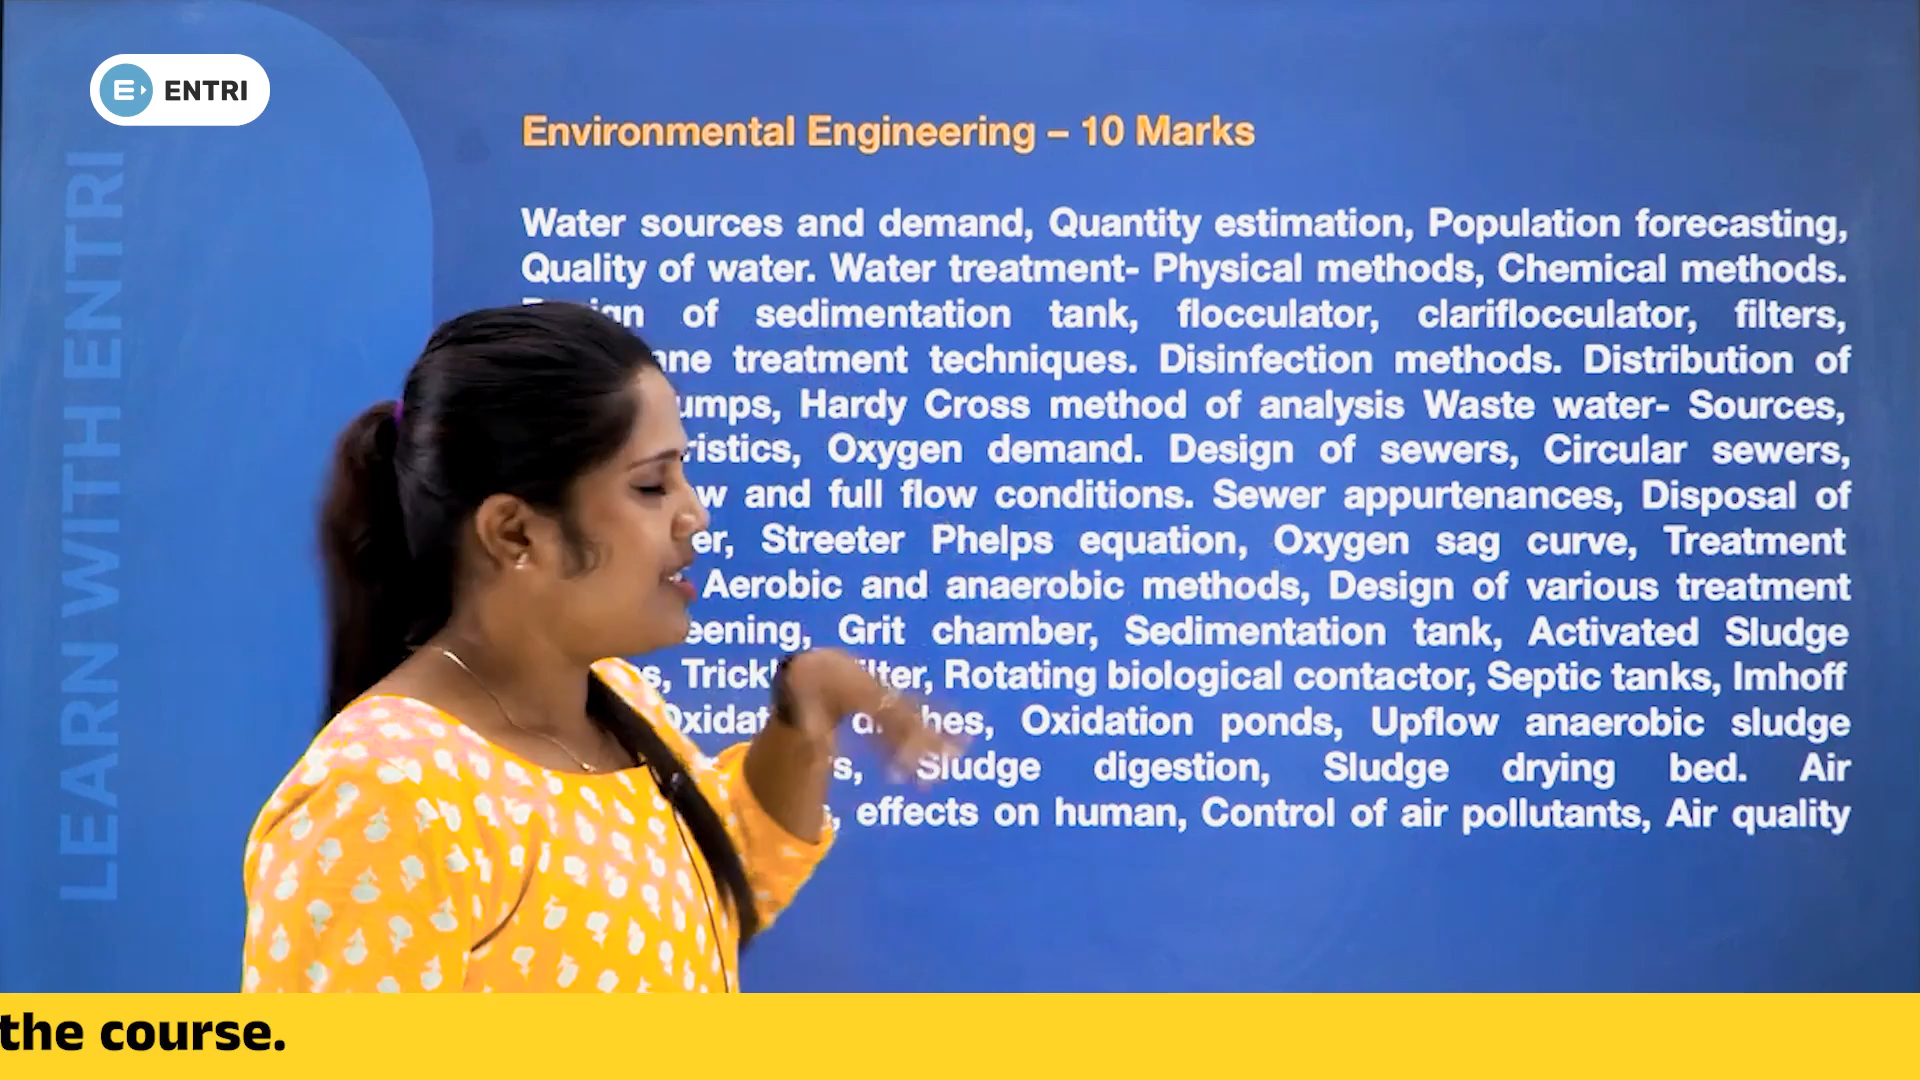 ENTRI
LEARN WITH ENTRI
Environmental Engineering – 10 Marks
Water sources and demand, Quantity estimation, Population forecasting,
Quality of water. Water treatment- Physical methods, Chemical methods.
of sedimentation tank, flocculator, clariflocculator, filters,
treatment techniques. Disinfection methods. Distribution of
Hardy Cross method of analysis Waste water- Sources,
Oxygen demand. Design of sewers, Circular sewers,
and full flow conditions. Sewer appurtenances, Disposal of
Streeter Phelps equation, Oxygen sag curve, Treatment
Aerobic and anaerobic methods, Design of various treatment
Grit chamber, Sedimentation tank, Activated Sludge
Rotating biological contactor, Septic tanks, Imhoff
Oxidation ponds, Upflow anaerobic sludge
Sludge digestion, Sludge drying bed. Air
effects on human, Control of air pollutants, Air quality
the course.